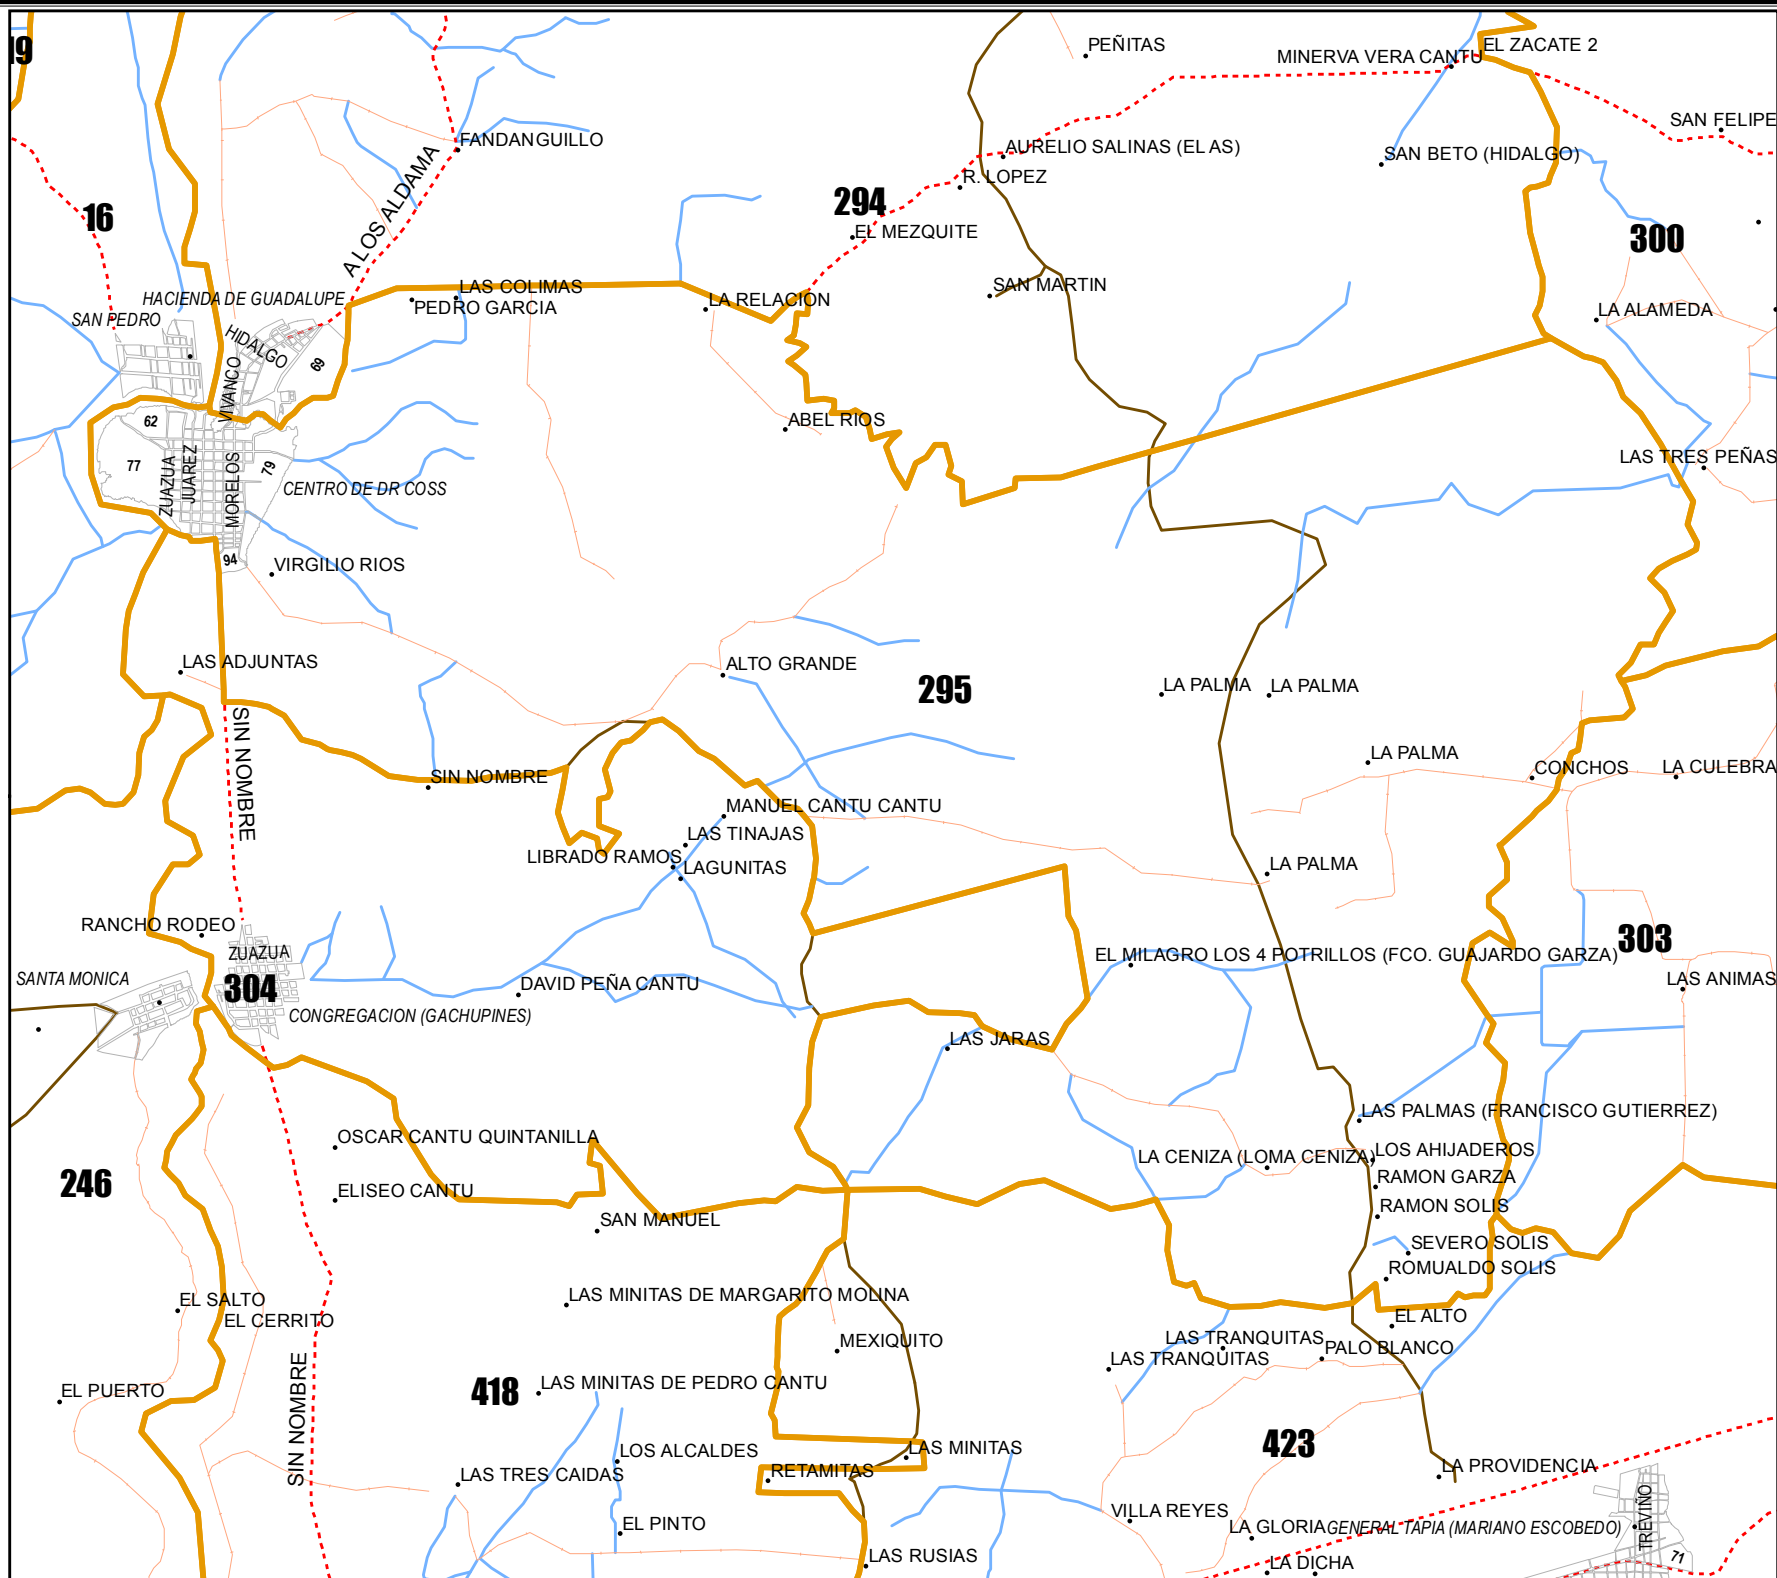 19
PEÑITAS
MINERVA VERA CANTU
EL ZACATE 2
SAN FELIPE
FANDANGUILLO
AURELIO SALINAS (EL AS)
SAN BETO (HIDALGO)
R. LOPEZ
16
A LOS ALDAMA
294
EL MEZQUITE
300
HACIENDA DE GUADALUPE
LAS COLIMAS
PEDRO GARCIA
LA RELACION
SAN MARTIN
LA ALAMEDA
SAN PEDRO
HIDALGO
69
VIVANCO
62
ABEL RIOS
77
ZUAZUA
JUAREZ
MORELOS
79
CENTRO DE DR COSS
LAS TRES PEÑAS
94
VIRGILIO RIOS
LAS ADJUNTAS
ALTO GRANDE
295
LA PALMA
LA PALMA
SIN NOMBRE
SIN NOMBRE
LA PALMA
CONCHOS
LA CULEBRA
MANUEL CANTU CANTU
LAS TINAJAS
LIBRADO RAMOS
LAGUNITAS
LA PALMA
RANCHO RODEO
ZUAZUA
EL MILAGRO LOS 4 POTRILLOS (FCO. GUAJARDO GARZA)
303
SANTA MONICA
304
DAVID PEÑA CANTU
LAS ANIMAS
CONGREGACION (GACHUPINES)
LAS JARAS
LAS PALMAS (FRANCISCO GUTIERREZ)
OSCAR CANTU QUINTANILLA
LA CENIZA (LOMA CENIZA)
LOS AHIJADEROS
246
ELISEO CANTU
RAMON GARZA
SAN MANUEL
RAMON SOLIS
SEVERO SOLIS
ROMUALDO SOLIS
EL SALTO
EL CERRITO
LAS MINITAS DE MARGARITO MOLINA
EL ALTO
MEXIQUITO
LAS TRANQUITAS
LAS TRANQUITAS
PALO BLANCO
EL PUERTO
SIN NOMBRE
418
LAS MINITAS DE PEDRO CANTU
423
LOS ALCALDES
LAS MINITAS
LAS TRES CAIDAS
RETAMITAS
LA PROVIDENCIA
VILLA REYES
EL PINTO
LA GLORIA
GENERAL TAPIA (MARIANO ESCOBEDO)
TREVIÑO
LAS RUSIAS
LA DICHA
71